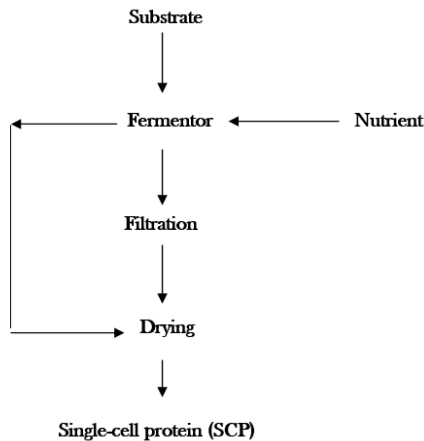 Substrate
Fermentor
Nutrient
Filtration
Drying
Single-cell protein (SCP)